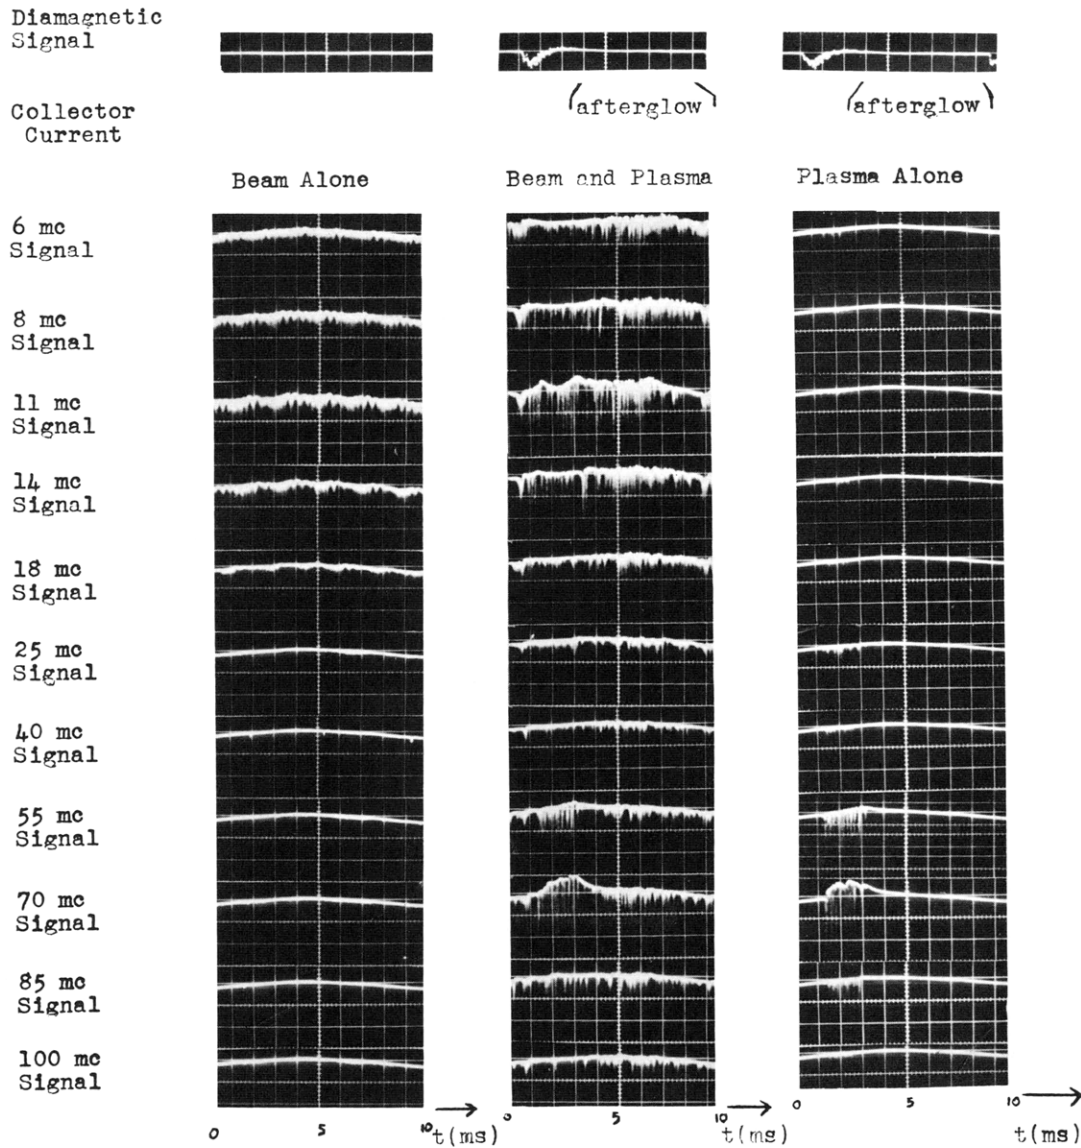 Diamagnetic
Signal
(afterglow)
(afterglow)
Collector
Current
Beam Alone
Beam and Plasma
Plasma Alone
6 mc
Signal
8 mc
Signal
11 mc
Signal
14 mc
Signal
18 mc
Signal
25 mc
Signal
40 mc
Signal
55 mc
Signal
70 mc
Signal
85 mc
Signal
100 mc
Signal
0 5 10 t(ms)
0 5 10 t(ms)
0 5 10 t(ms)